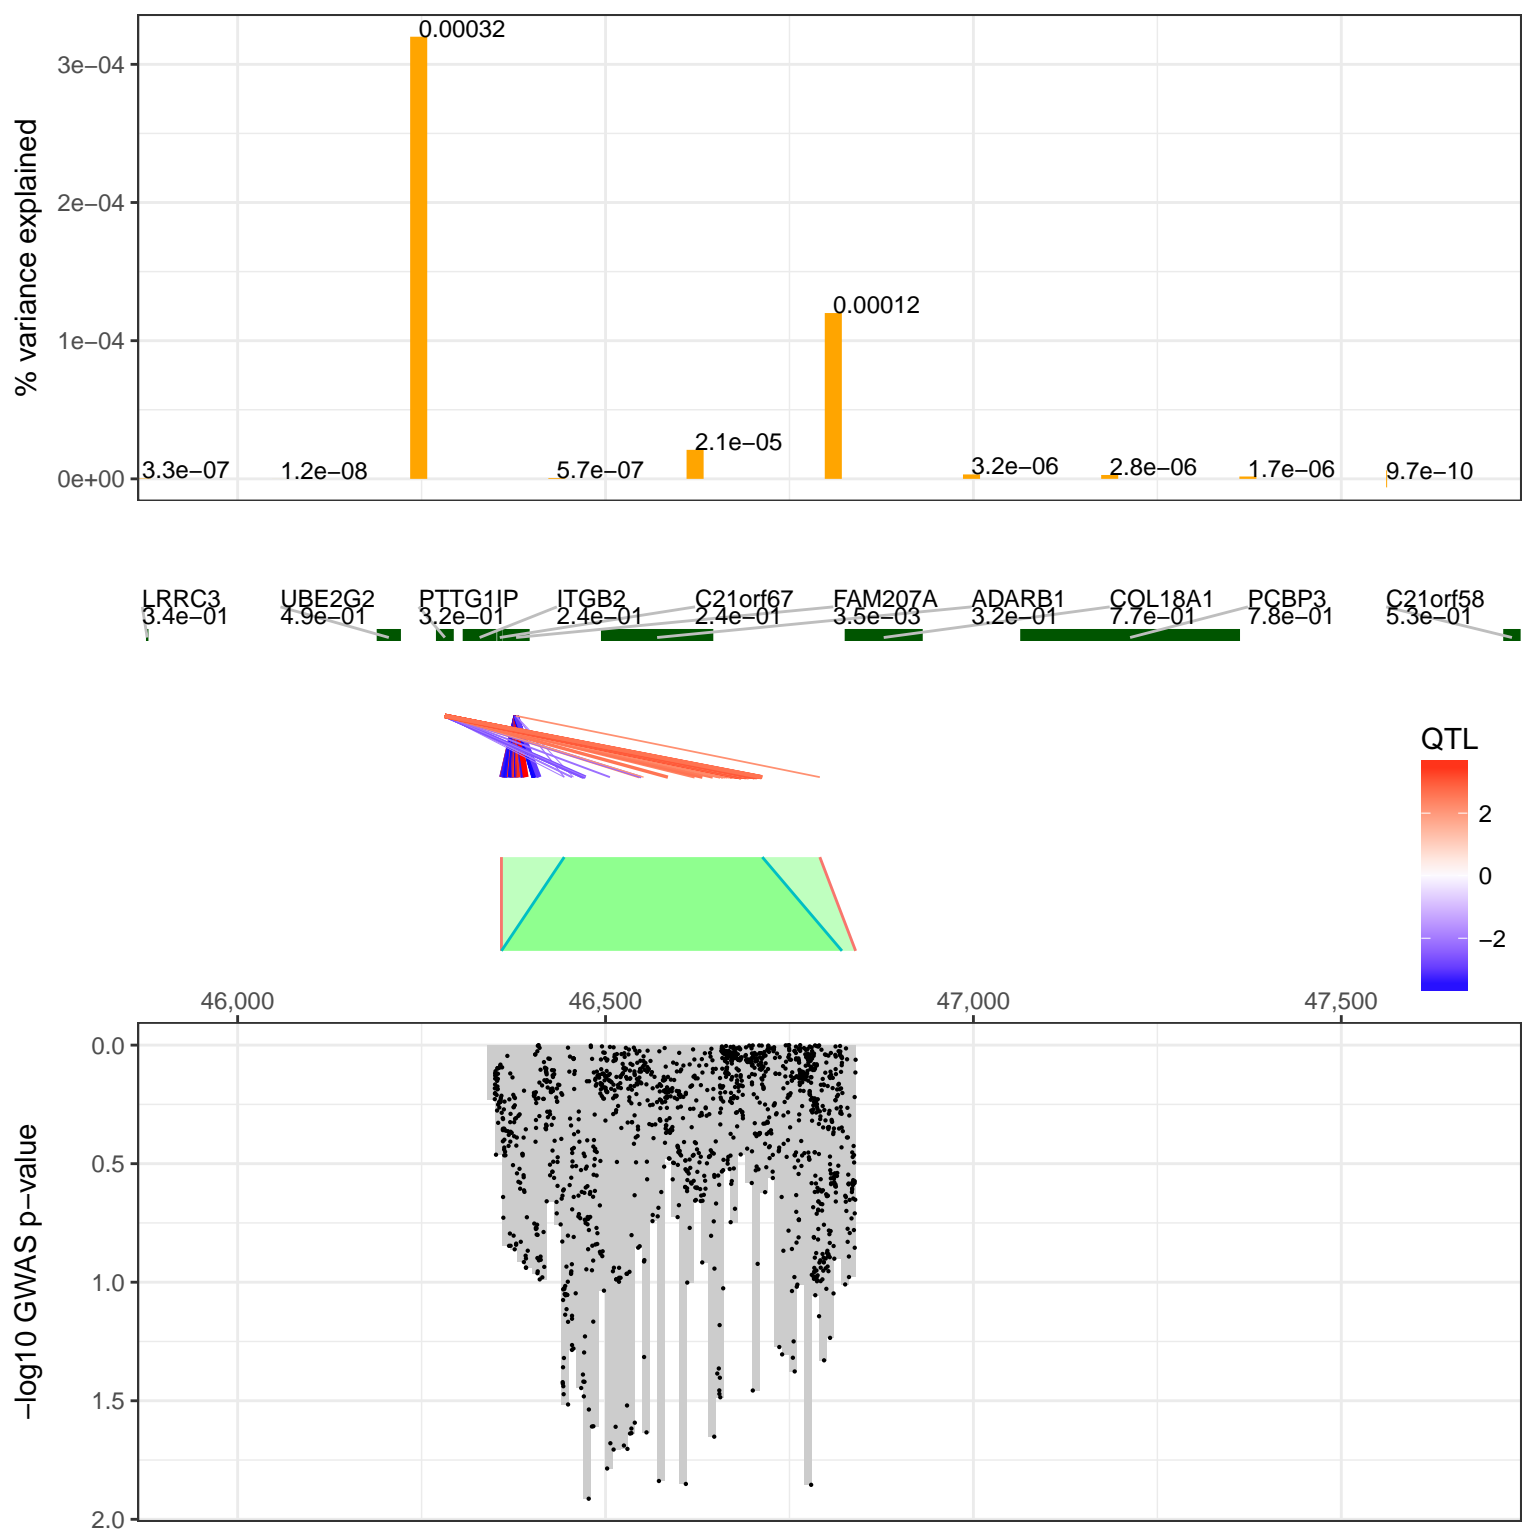 % variance explained
3e−04
2e−04
1e−04
0e+00
0.00032
0.00012
3.3e−07
1.2e−08
5.7e−07
2.1e−05
3.2e−06
2.8e−06
1.7e−06
9.7e−10
LRRC3 UBE2G2 PTTG1IP ITGB2 C21orf67 FAM207A ADARB1 COL18A1 PCBP3 C21orf58
3.4e−01 4.9e−01 3.2e−01 2.4e−01 2.4e−01 3.5e−03 3.2e−01 7.7e−01 7.8e−01 5.3e−01
QTL
2
0
−2
46,000 46,500 47,000 47,500
−log10 GWAS p−value
0.0
0.5
1.0
1.5
2.0